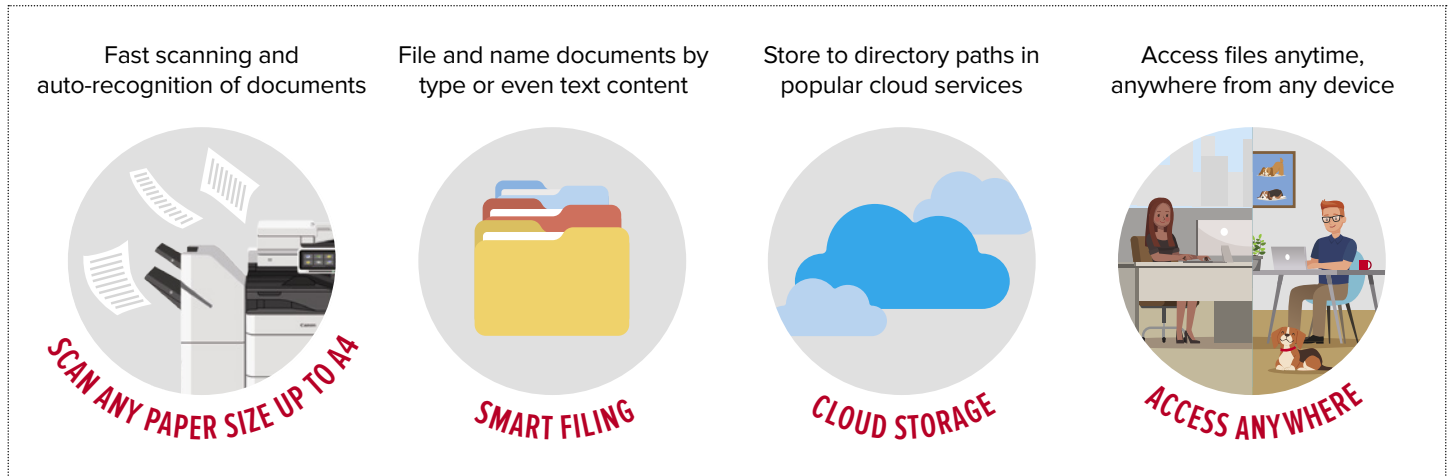 Fast scanning and
auto-recognition of documents
File and name documents by
type or even text content
Store to directory paths in
popular cloud services
Access files anytime,
anywhere from any device
Canon
SCAN ANY PAPER SIZE UP TO A4
SMART FILING
CLOUD STORAGE
ACCESS ANYWHERE